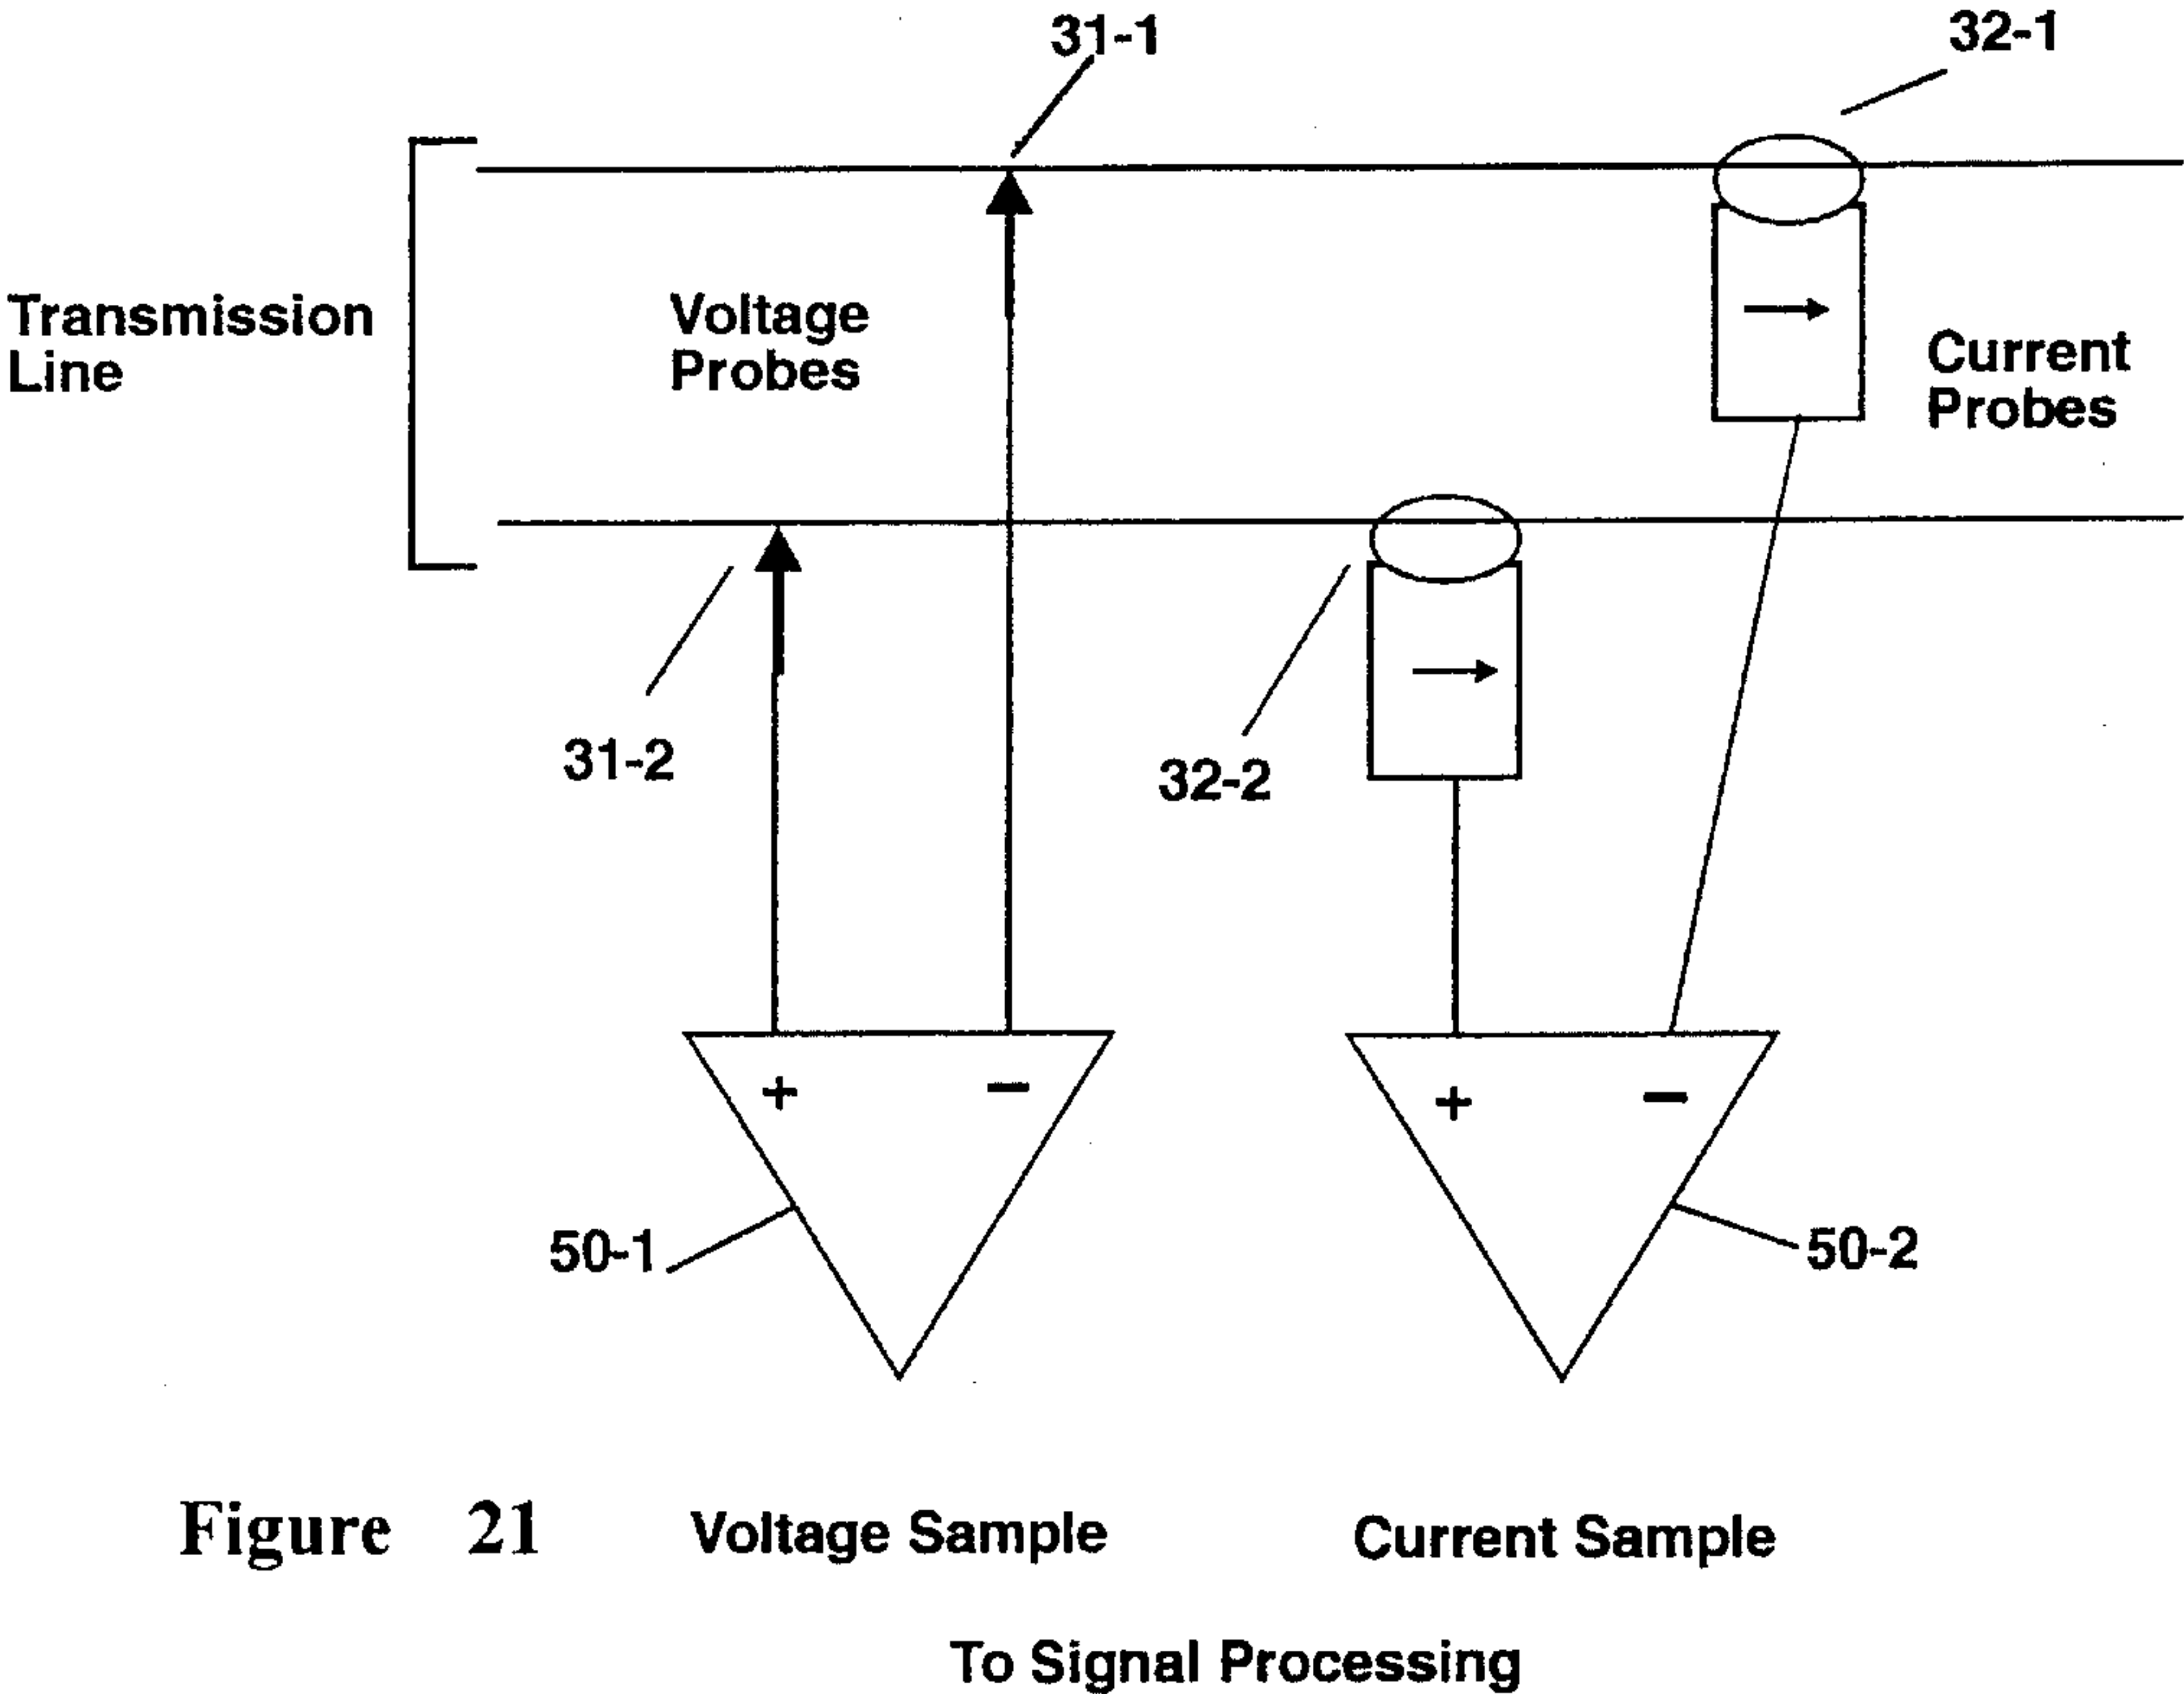 31-1
32-1
Transmission
Line
Voltage
Probes
Current
Probes
31-2
32-2
+
−
+
−
50-1
50-2
Figure 21
Voltage Sample
Current Sample
To Signal Processing